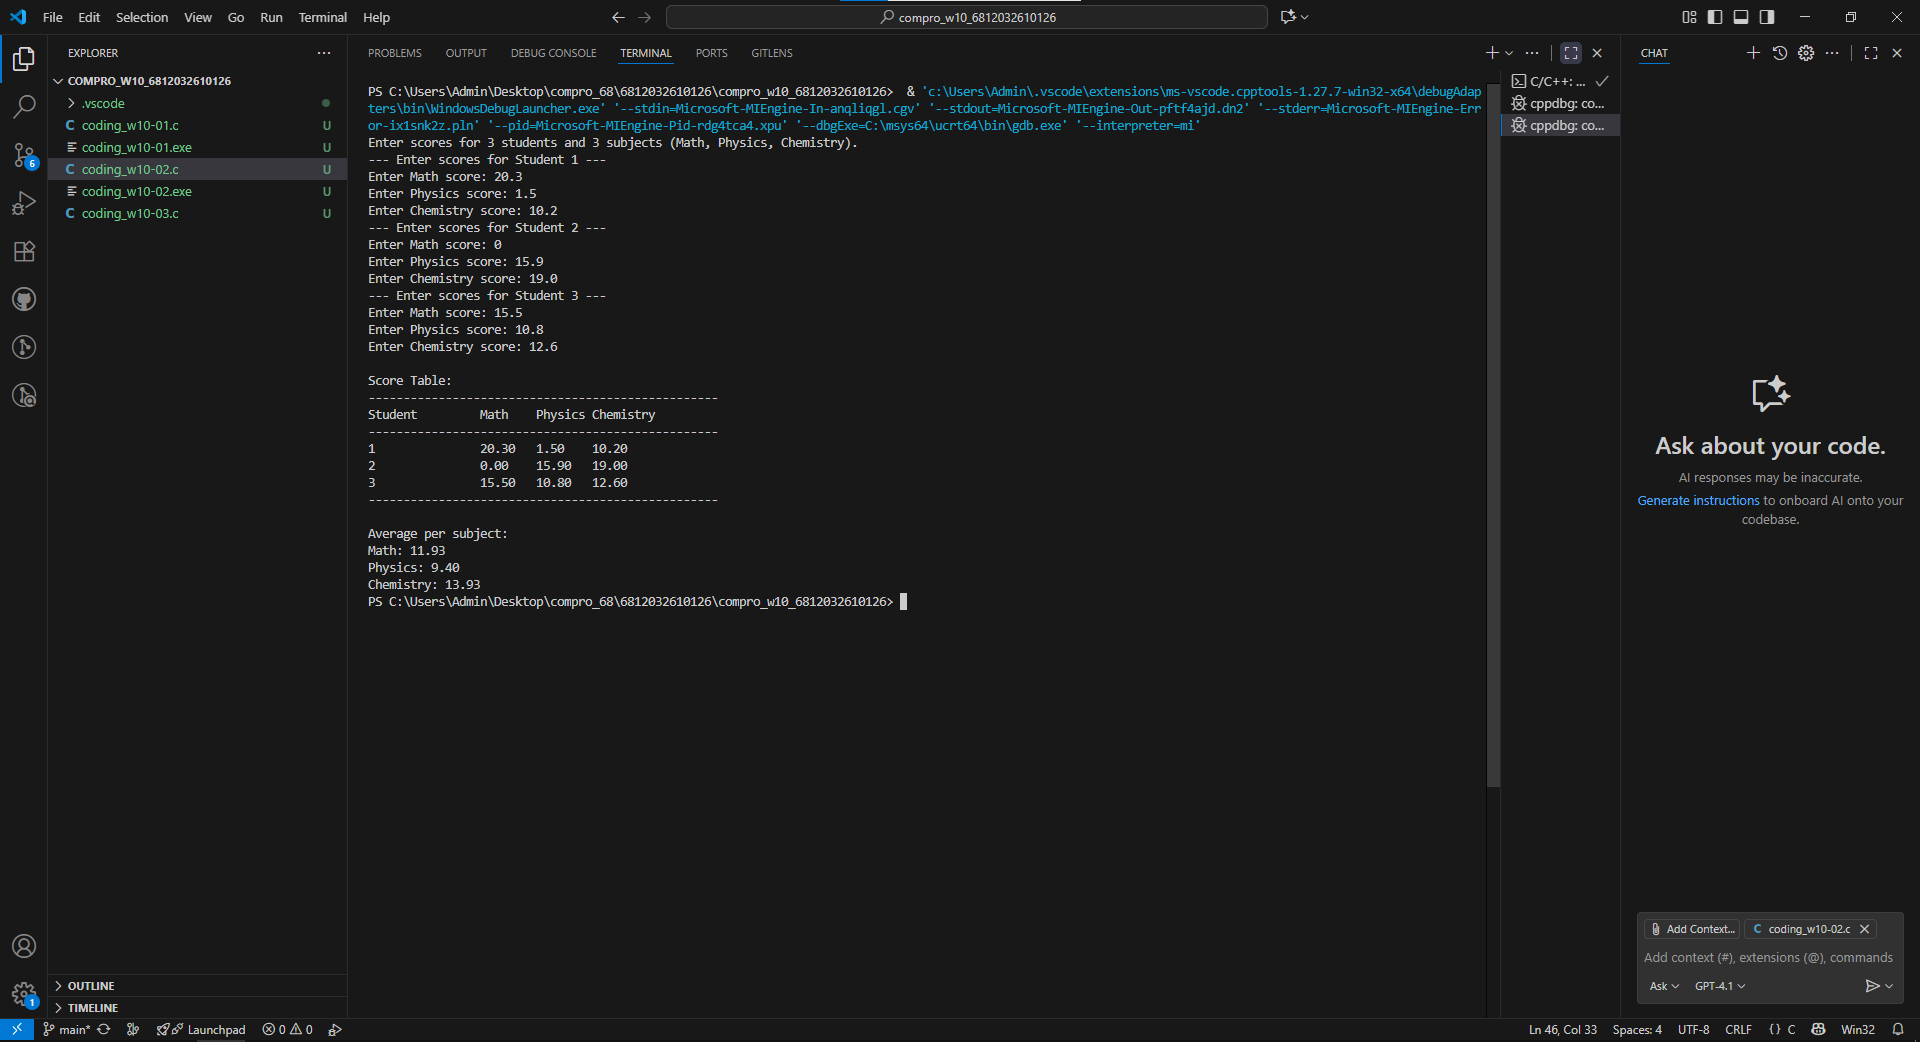 File Edit Selection View Go Run Terminal Help
compro_w10_6812032610126
EXPLORER
COMPRO_W10_6812032610126
.vscode
coding_w10-01.c U
coding_w10-01.exe U
coding_w10-02.c U
coding_w10-02.exe U
coding_w10-03.c U
6
1
OUTLINE
TIMELINE
PROBLEMS OUTPUT DEBUG CONSOLE TERMINAL PORTS GITLENS
PS C:\Users\Admin\Desktop\compro_68\6812032610126\compro_w10_6812032610126>  & 'c:\Users\Admin\.vscode\extensions\ms-vscode.cpptools-1.27.7-win32-x64\debugAdap
ters\bin\WindowsDebugLauncher.exe' '--stdin=Microsoft-MIEngine-In-anqliqgl.cgv' '--stdout=Microsoft-MIEngine-Out-pftf4ajd.dn2' '--stderr=Microsoft-MIEngine-Err
or-ix1snk2z.pln' '--pid=Microsoft-MIEngine-Pid-rdg4tca4.xpu' '--dbgExe=C:\msys64\ucrt64\bin\gdb.exe' '--interpreter=mi'
Enter scores for 3 students and 3 subjects (Math, Physics, Chemistry).
--- Enter scores for Student 1 ---
Enter Math score: 20.3
Enter Physics score: 1.5
Enter Chemistry score: 10.2
--- Enter scores for Student 2 ---
Enter Math score: 0
Enter Physics score: 15.9
Enter Chemistry score: 19.0
--- Enter scores for Student 3 ---
Enter Math score: 15.5
Enter Physics score: 10.8
Enter Chemistry score: 12.6
Score Table:
--------------------------------------------------
Student Math Physics Chemistry
--------------------------------------------------
1 20.30 1.50 10.20
2 0.00 15.90 19.00
3 15.50 10.80 12.60
--------------------------------------------------
Average per subject:
Math: 11.93
Physics: 9.40
Chemistry: 13.93
PS C:\Users\Admin\Desktop\compro_68\6812032610126\compro_w10_6812032610126>
C/C++: ...
cppdbg: co...
cppdbg: co...
CHAT
Ask about your code.
AI responses may be inaccurate.
Generate instructions to onboard AI onto your
codebase.
Add Context... C coding_w10-02.c
Add context (#), extensions (@), commands
Ask GPT-4.1
main* Launchpad 0 0
Ln 46, Col 33 Spaces: 4 UTF-8 CRLF {} C Win32